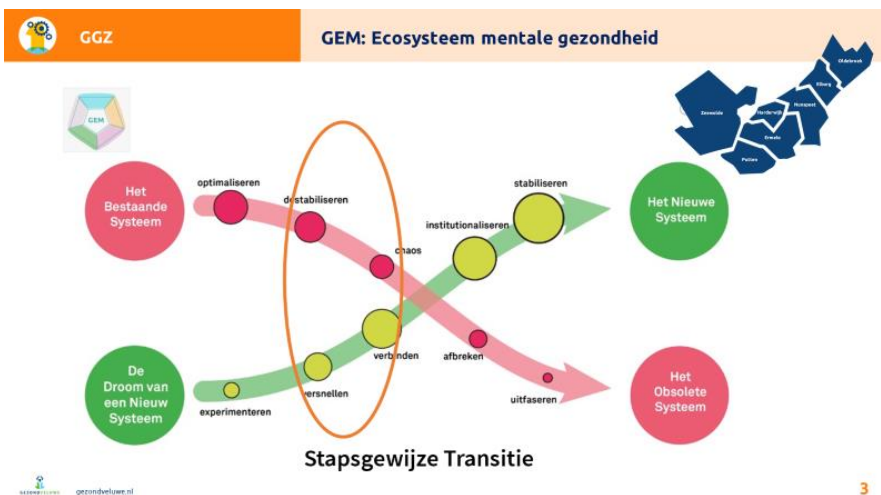 GGZ
GEM: Ecosysteem mentale gezondheid
GEM
Oldebroek
Elburg
Nunspeet
Harderwijk
Zeewolde
Ermelo
Putten
Het
Bestaande
Systeem
optimaliseren
destabiliseren
chaos
afbreken
uitfaseren
Het
Obsolete
Systeem
De
Droom van
een Nieuw
Systeem
experimenteren
versnellen
verbinden
institutionaliseren
stabiliseren
Het Nieuwe
Systeem
Stapsgewijze Transitie
GEZONDVELUWE
gezondveluwe.nl
3